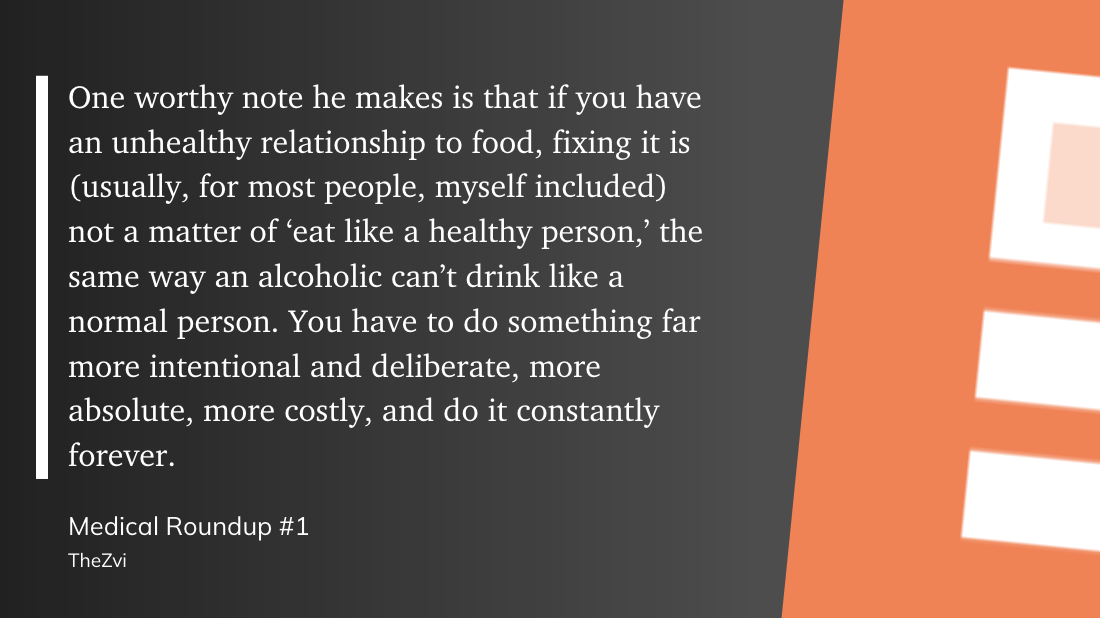 One worthy note he makes is that if you have
an unhealthy relationship to food, fixing it is
(usually, for most people, myself included)
not a matter of ‘eat like a healthy person,’ the
same way an alcoholic can’t drink like a
normal person. You have to do something far
more intentional and deliberate, more
absolute, more costly, and do it constantly
forever.
Medical Roundup #1
TheZvi